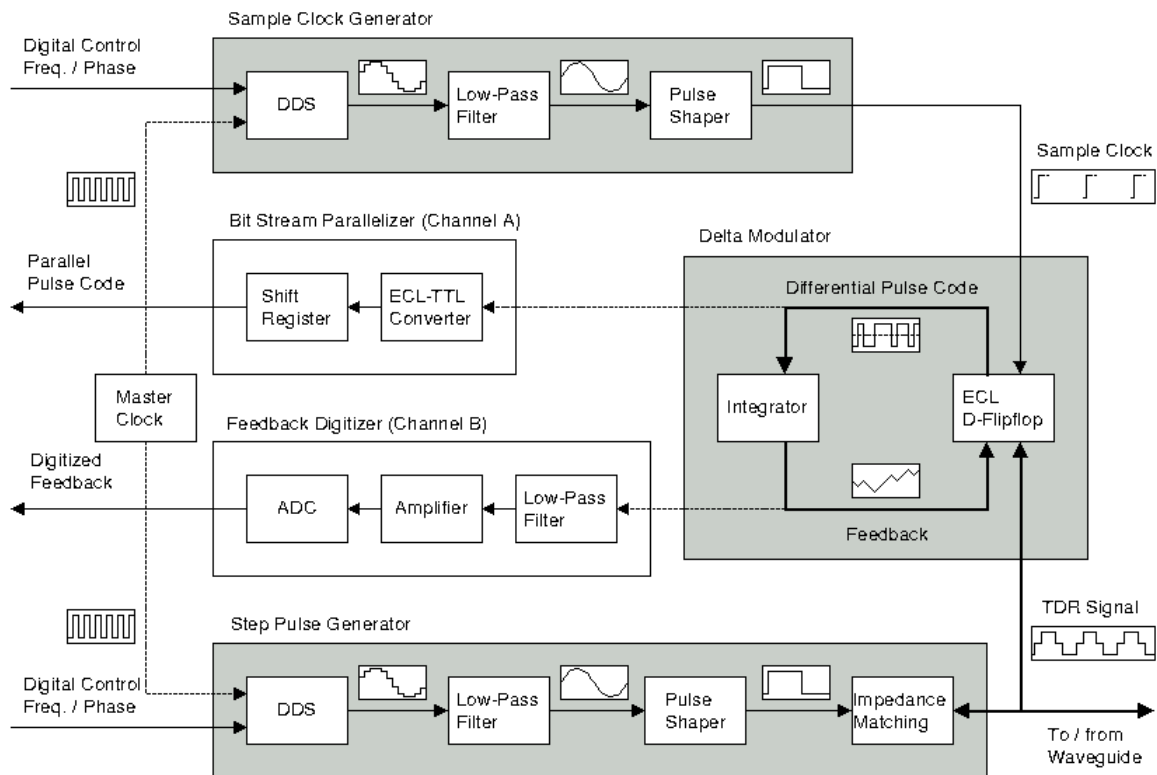 Sample Clock Generator
Digital Control
Freq. / Phase
DDS
Low-Pass
Filter
Pulse
Shaper
Sample Clock
Bit Stream Parallelizer (Channel A)
Delta Modulator
Parallel
Pulse Code
Shift
Register
ECL-TTL
Converter
Differential Pulse Code
Master
Clock
Integrator
ECL
D-Flipflop
Feedback Digitizer (Channel B)
Digitized
Feedback
ADC
Amplifier
Low-Pass
Filter
Feedback
TDR Signal
Step Pulse Generator
Digital Control
Freq. / Phase
DDS
Low-Pass
Filter
Pulse
Shaper
Impedance
Matching
To / from
Waveguide